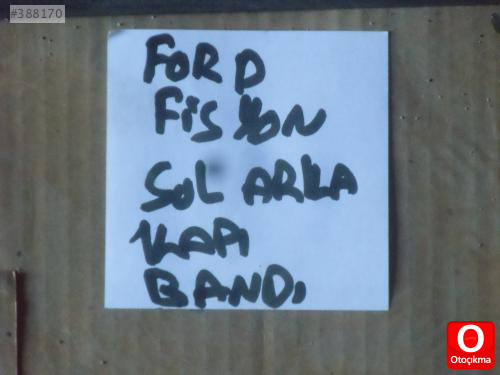 #388170
FORD
FİSYON
SOL ARKA
KAPI
BANDI
O
Otoçıkma